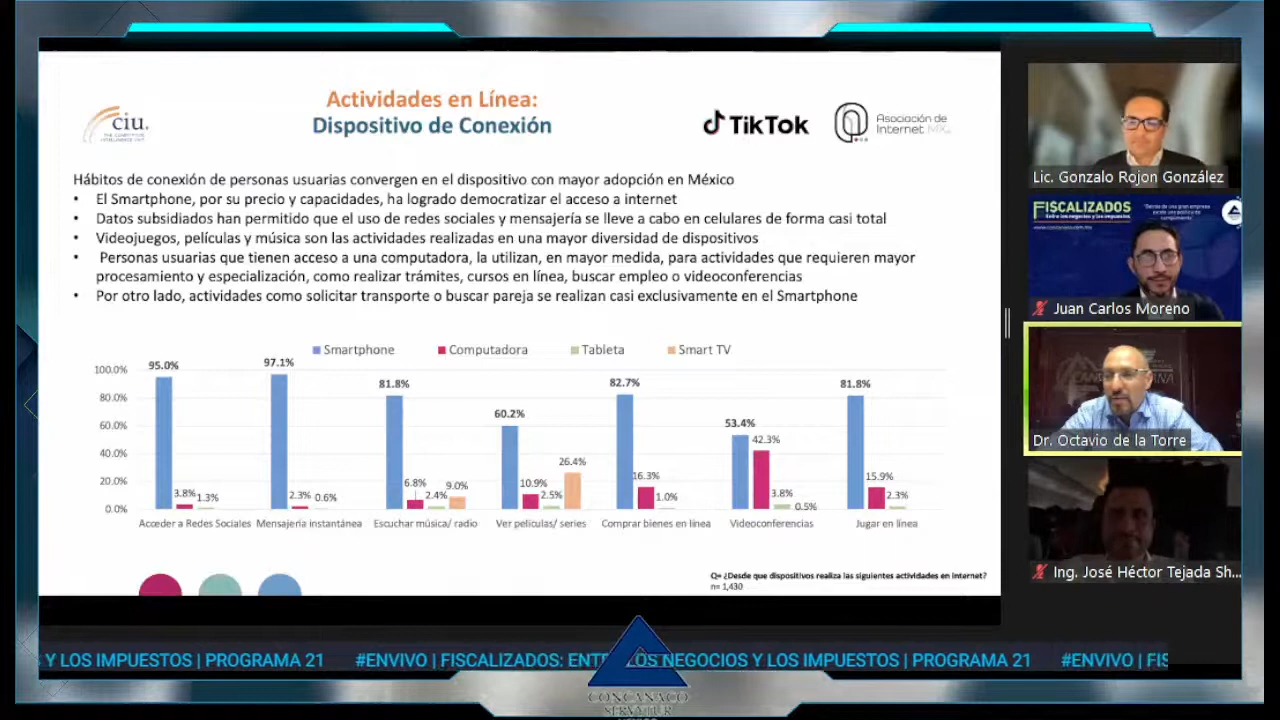 Actividades en Línea:
Dispositivo de Conexión
ciu.
TikTok
Asociación de
Internet MX
Hábitos de conexión de personas usuarias convergen en el dispositivo con mayor adopción en México
• El Smartphone, por su precio y capacidades, ha logrado democratizar el acceso a internet
• Datos subsidiados han permitido que el uso de redes sociales y mensajería se lleve a cabo en celulares de forma casi total
• Videojuegos, películas y música son las actividades realizadas en una mayor diversidad de dispositivos
• Personas usuarias que tienen acceso a una computadora, la utilizan, en mayor medida, para actividades que requieren mayor
procesamiento y especialización, como realizar trámites, cursos en línea, buscar empleo o videoconferencias
• Por otro lado, actividades como solicitar transporte o buscar pareja se realizan casi exclusivamente en el Smartphone
Smartphone Computadora Tableta Smart TV
100.0%
80.0%
60.0%
40.0%
20.0%
0.0%
95.0% 3.8% 1.3%
97.1% 2.3% 0.6%
81.8% 6.8% 2.4% 9.0%
60.2% 10.9% 2.5% 26.4%
82.7% 16.3% 1.0%
53.4% 42.3% 3.8% 0.5%
81.8% 15.9% 2.3%
Acceder a Redes Sociales Mensajería instantánea Escuchar música/ radio Ver películas/ series Comprar bienes en línea Videoconferencias Jugar en línea
Q= ¿Desde que dispositivos realiza las siguientes actividades en Internet?
n= 1,430
Lic. Gonzalo Rojon González
FISCALIZADOS
Entre los negocios y los impuestos
Juan Carlos Moreno
Dr. Octavio de la Torre
Ing. José Héctor Tejada Sh...
S Y LOS IMPUESTOS | PROGRAMA 21 #ENVIVO | FISCALIZADOS: ENTRE LOS NEGOCIOS Y LOS IMPUESTOS | PROGRAMA 21 #ENVIVO | FIS
CONCANACO
SERVYTUR